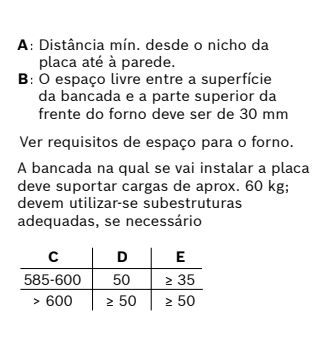 A: Distância mín. desde o nicho da
placa até à parede.
B: O espaço livre entre a superfície
da bancada e a parte superior da
frente do forno deve ser de 30 mm
Ver requisitos de espaço para o forno.
A bancada na qual se vai instalar a placa
deve suportar cargas de aprox. 60 kg;
devem utilizar-se subestruturas
adequadas, se necessário
C D E
585-600 50 ≥ 35
> 600 ≥ 50 ≥ 50